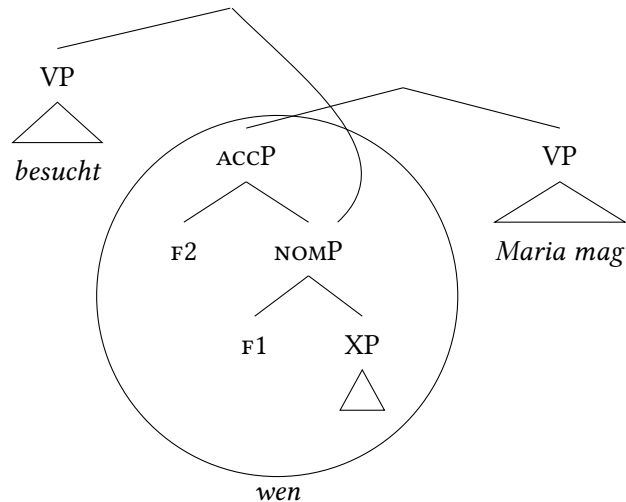 VP
besucht
ACCP
VP
F2
NOMP
Maria mag
F1
XP
wen